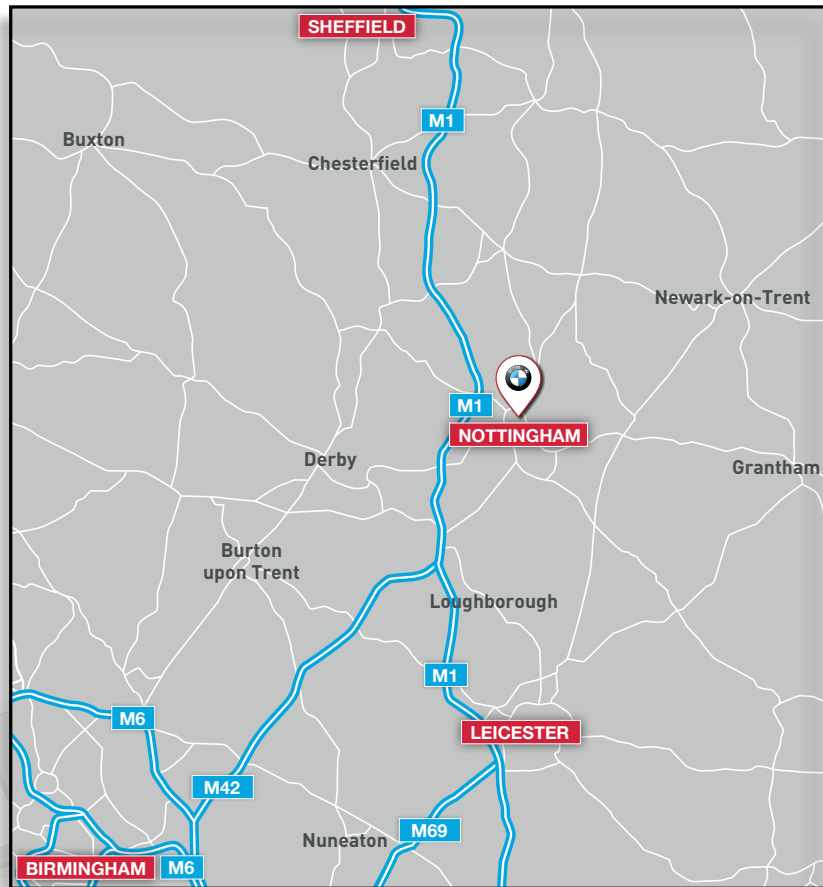 SHEFFIELD
M1
Buxton
Chesterfield
Newark-on-Trent
M1
NOTTINGHAM
Derby
Grantham
Burton
upon Trent
Loughborough
M1
M6
LEICESTER
M42
M69
Nuneaton
BIRMINGHAM
M6